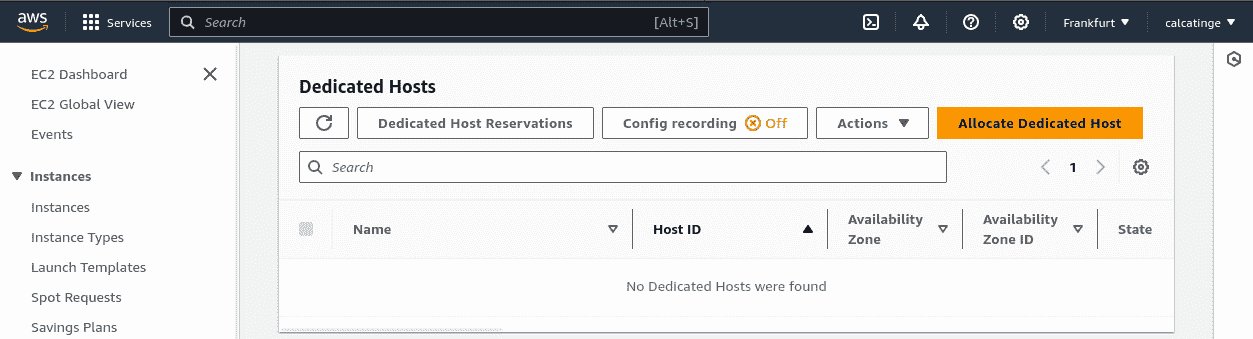 aws Services Search [Alt+S] Frankfurt calcatinge
EC2 Dashboard
EC2 Global View
Events
Instances
Instances
Instance Types
Launch Templates
Spot Requests
Savings Plans
Dedicated Hosts
Dedicated Host Reservations Config recording Off Actions Allocate Dedicated Host
Search 1
Name Host ID Availability Zone Availability Zone ID State
No Dedicated Hosts were found